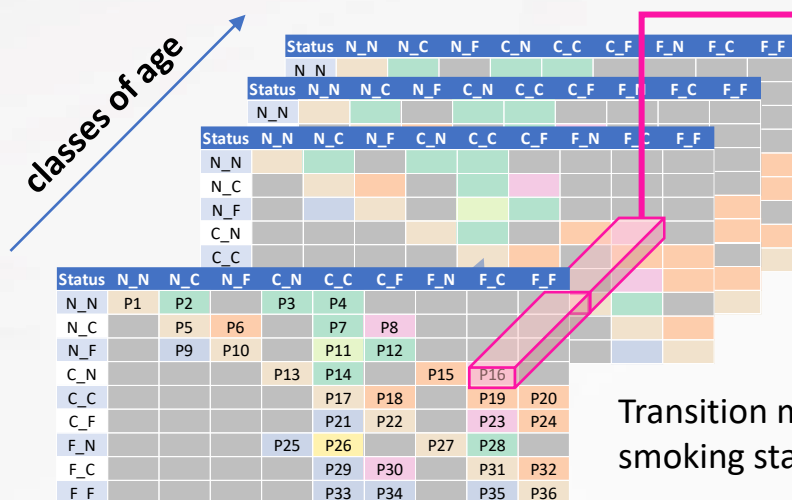 classes of age
Status N_N N_C N_F C_N C_C C_F F_N F_C F_F
N_N
Status N_N N_C N_F C_N C_C C_F F_N F_C F_F
N_N
Status N_N N_C N_F C_N C_C C_F F_N F_C F_F
N_N
N_C
N_F
C_N
C_C
Status N_N N_C N_F C_N C_C C_F F_N F_C F_F
N_N P1 P2 P3 P4
N_C P5 P6 P7 P8
N_F P9 P10 P11 P12
C_N P13 P14 P15 P16
C_C P17 P18 P19 P20
C_F P21 P22 P23 P24
F_N P25 P26 P27 P28
F_C P29 P30 P31 P32
F_F P33 P34 P35 P36
Transition
smoking